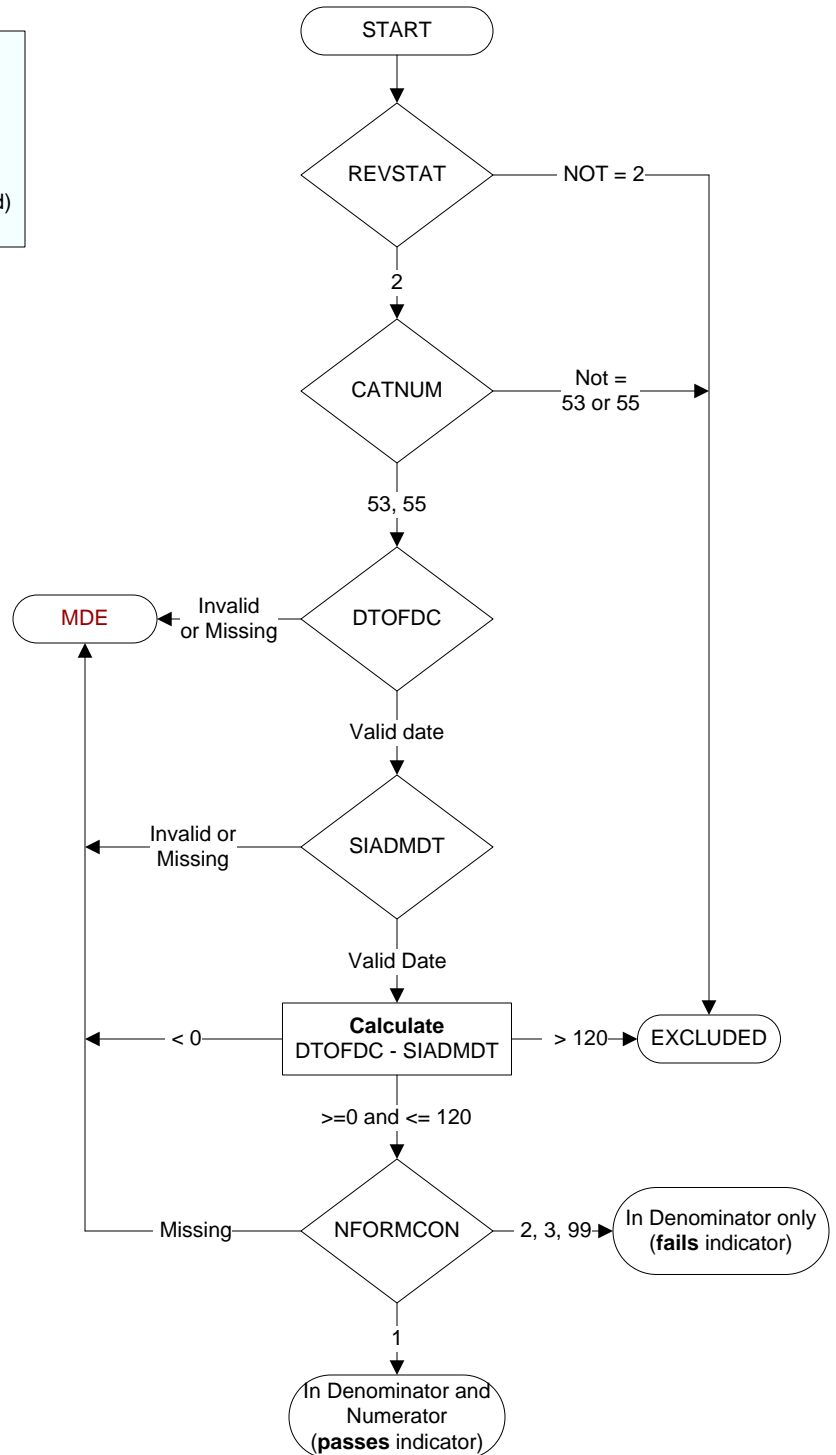 START
d)
REVSTAT
NOT = 2
2
CATNUM
Not =
53 or 55
53, 55
MDE
Invalid
or Missing
DTOFDC
Valid date
Invalid or
Missing
SIADMDT
Valid Date
< 0
Calculate
DTOFDC - SIADMDT
> 120
EXCLUDED
>=0 and <= 120
Missing
NFORMCON
2, 3, 99
In Denominator only
(fails indicator)
1
In Denominator and
Numerator
(passes indicator)